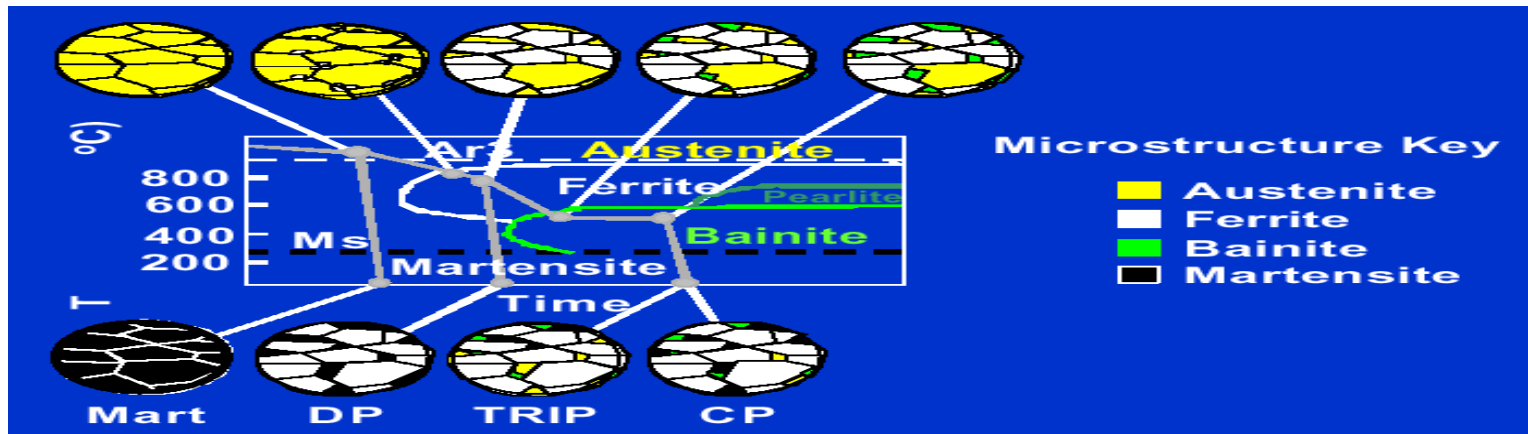 °C)
Ar3
Austenite
Microstructure Key
800
Ferrite
Austenite
Pearlite
600
Ferrite
400
Ms
Bainite
Bainite
200
Martensite
Martensite
T
Time
Mart
DP
TRIP
CP